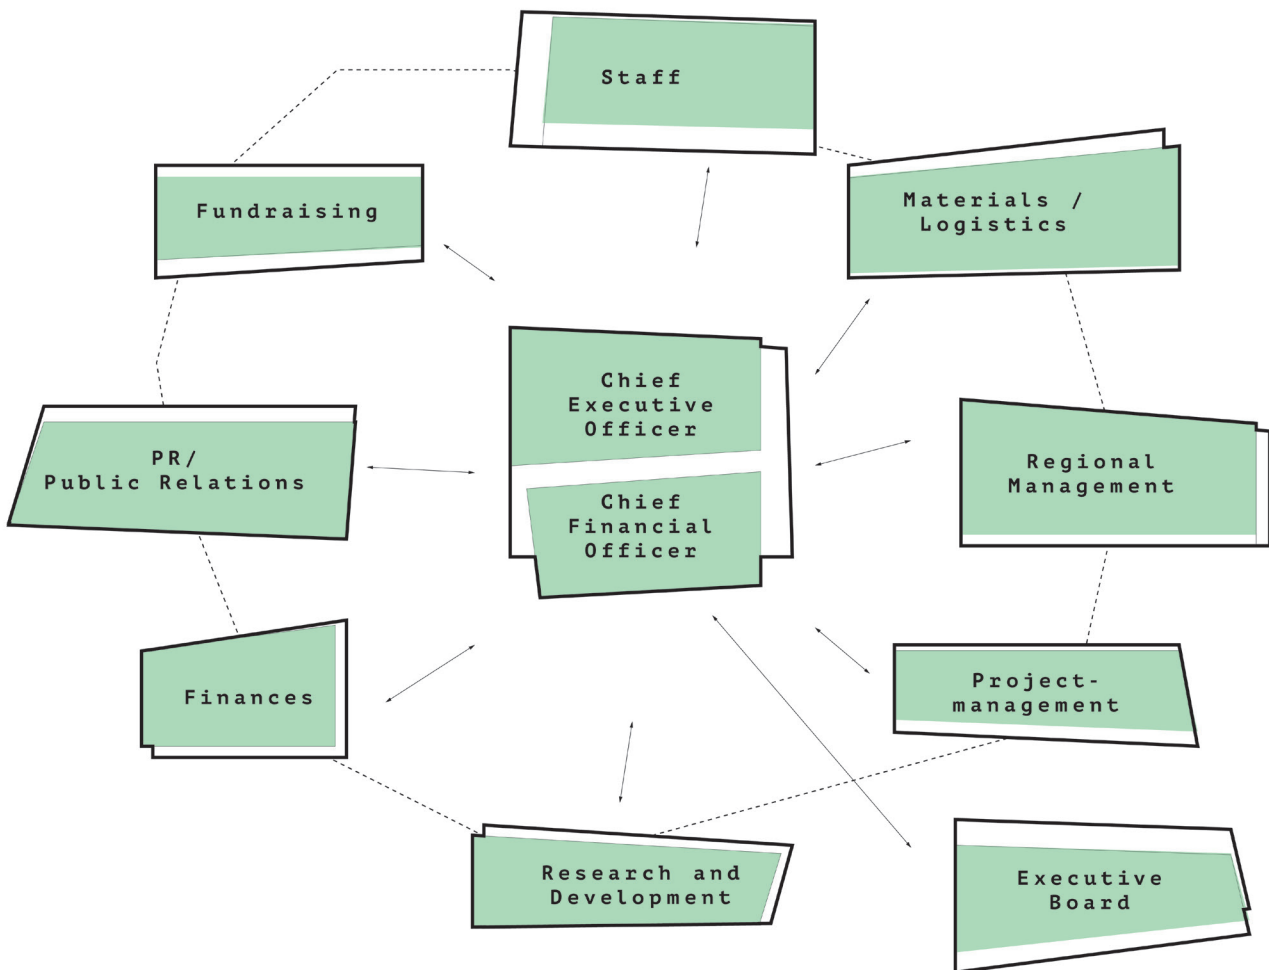 Staff
Fundraising
Materials /
Logistics
Chief
Executive
Officer
PR/
Public Relations
Regional
Management
Chief
Financial
Officer
Finances
Project-
management
Research and
Development
Executive
Board